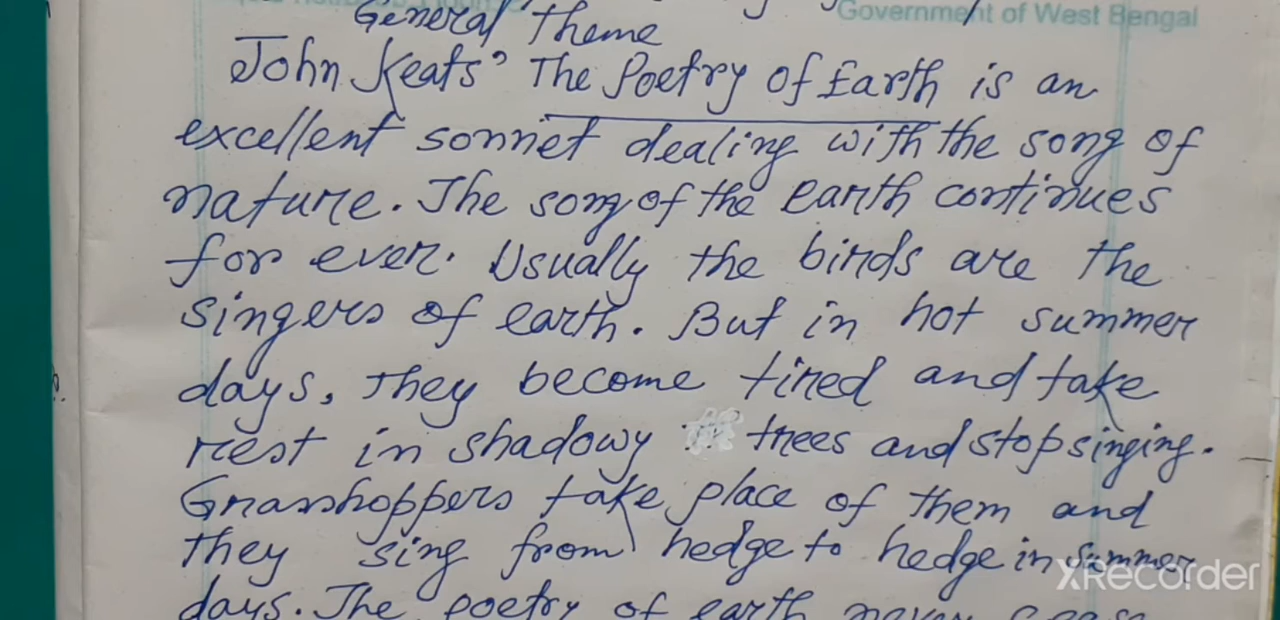 Government of West Bengal
General Theme
John Keats' The Poetry of Earth is an
excellent sonnet dealing with the song of
nature. The song of the earth continues
for ever. Usually the birds are the
singers of earth. But in hot summer
days, they become tired and take
rest in shadowy trees and stop singing.
Grasshoppers take place of them and
they sing from hedge to hedge in summer
days. The poetry of earth never cease
XRecorder